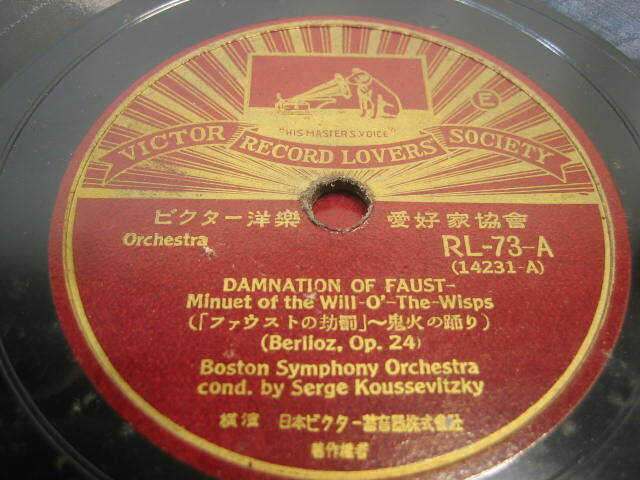 "HIS MASTER'S VOICE"
Ⓔ
VICTOR RECORD LOVERS' SOCIETY
ビクター洋樂 愛好家協會
Orchestra
RL-73-A
(14231-A)
DAMNATION OF FAUST-
Minuet of the Will-O'-The-Wisps
(「ファウストの劫罰」〜鬼火の踊り)
(Berlioz, Op. 24)
Boston Symphony Orchestra
cond. by Serge Koussevitzky
横濱 日本ビクター蓄音器株式會社
著作權者